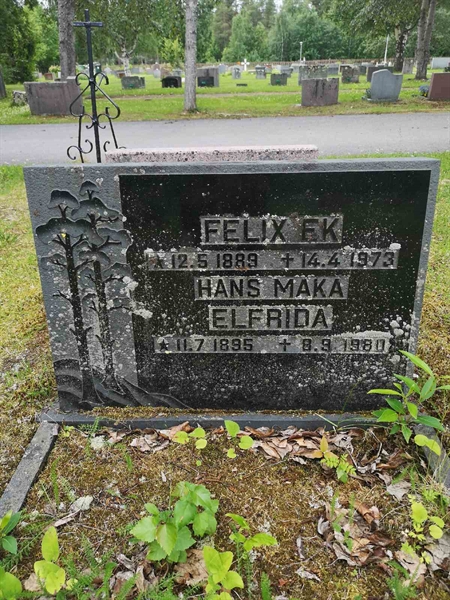 FELIX EK
★ 12.5 1889 ✝ 14.4 1973
HANS MAKA
ELFRIDA
★ 11.7 1895 ✝ 8.9 1980